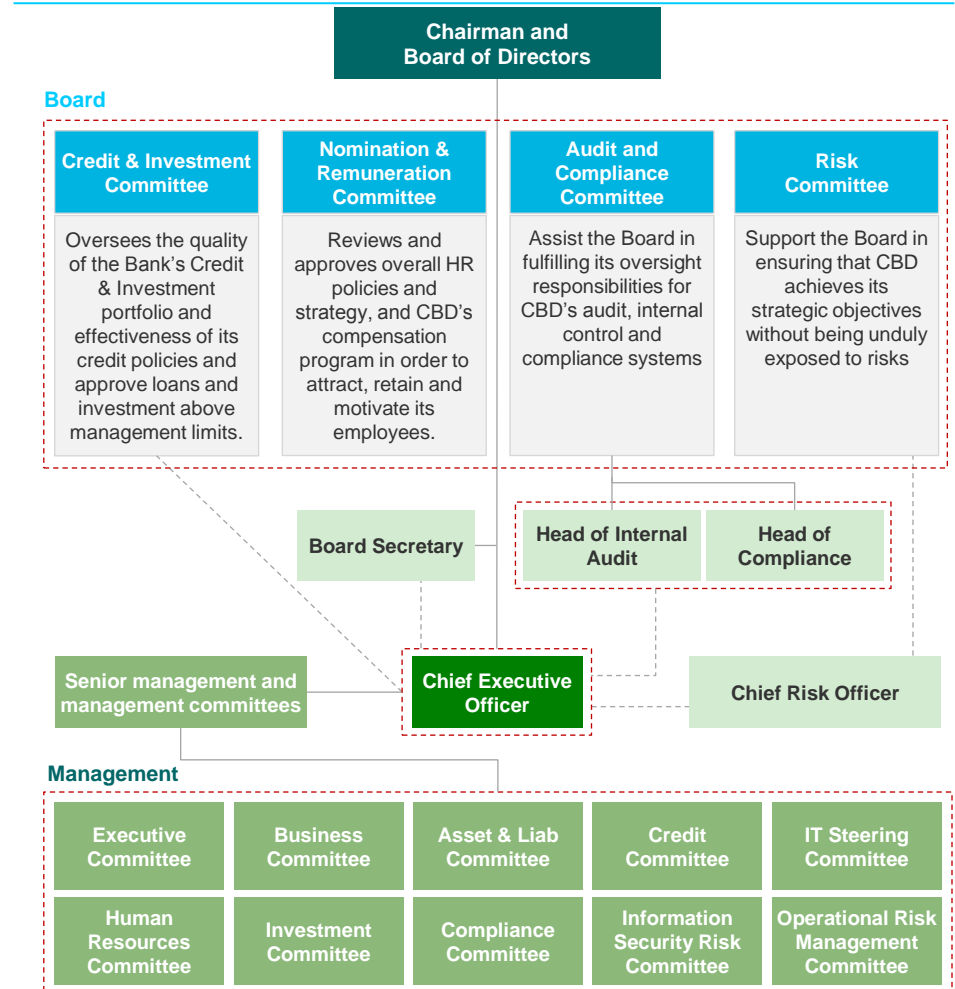 Chairman and
Board of Directors
Board
Credit & Investment
Committee
Oversees the quality
of the Bank's Credit
& Investment
portfolio and
effectiveness of its
credit policies and
approve loans and
investment above
management limits.
Nomination &
Remuneration
Committee
Reviews and
approves overall HR
policies and
strategy, and CBD's
compensation
program in order to
attract, retain and
motivate its
employees.
Audit and
Compliance
Committee
Assist the Board in
fulfilling its oversight
responsibilities for
CBD's audit, internal
control and
compliance systems
Risk
Committee
Support the Board in
ensuring that CBD
achieves its
strategic objectives
without being unduly
exposed to risks
Board Secretary
Head of Internal
Audit
Head of
Compliance
Senior management and
management committees
Chief Executive
Officer
Chief Risk Officer
Management
Executive
Committee
Business
Committee
Asset & Liab
Committee
Credit
Committee
IT Steering
Committee
Human
Resources
Committee
Investment
Committee
Compliance
Committee
Information
Security Risk
Committee
Operational Risk
Management
Committee